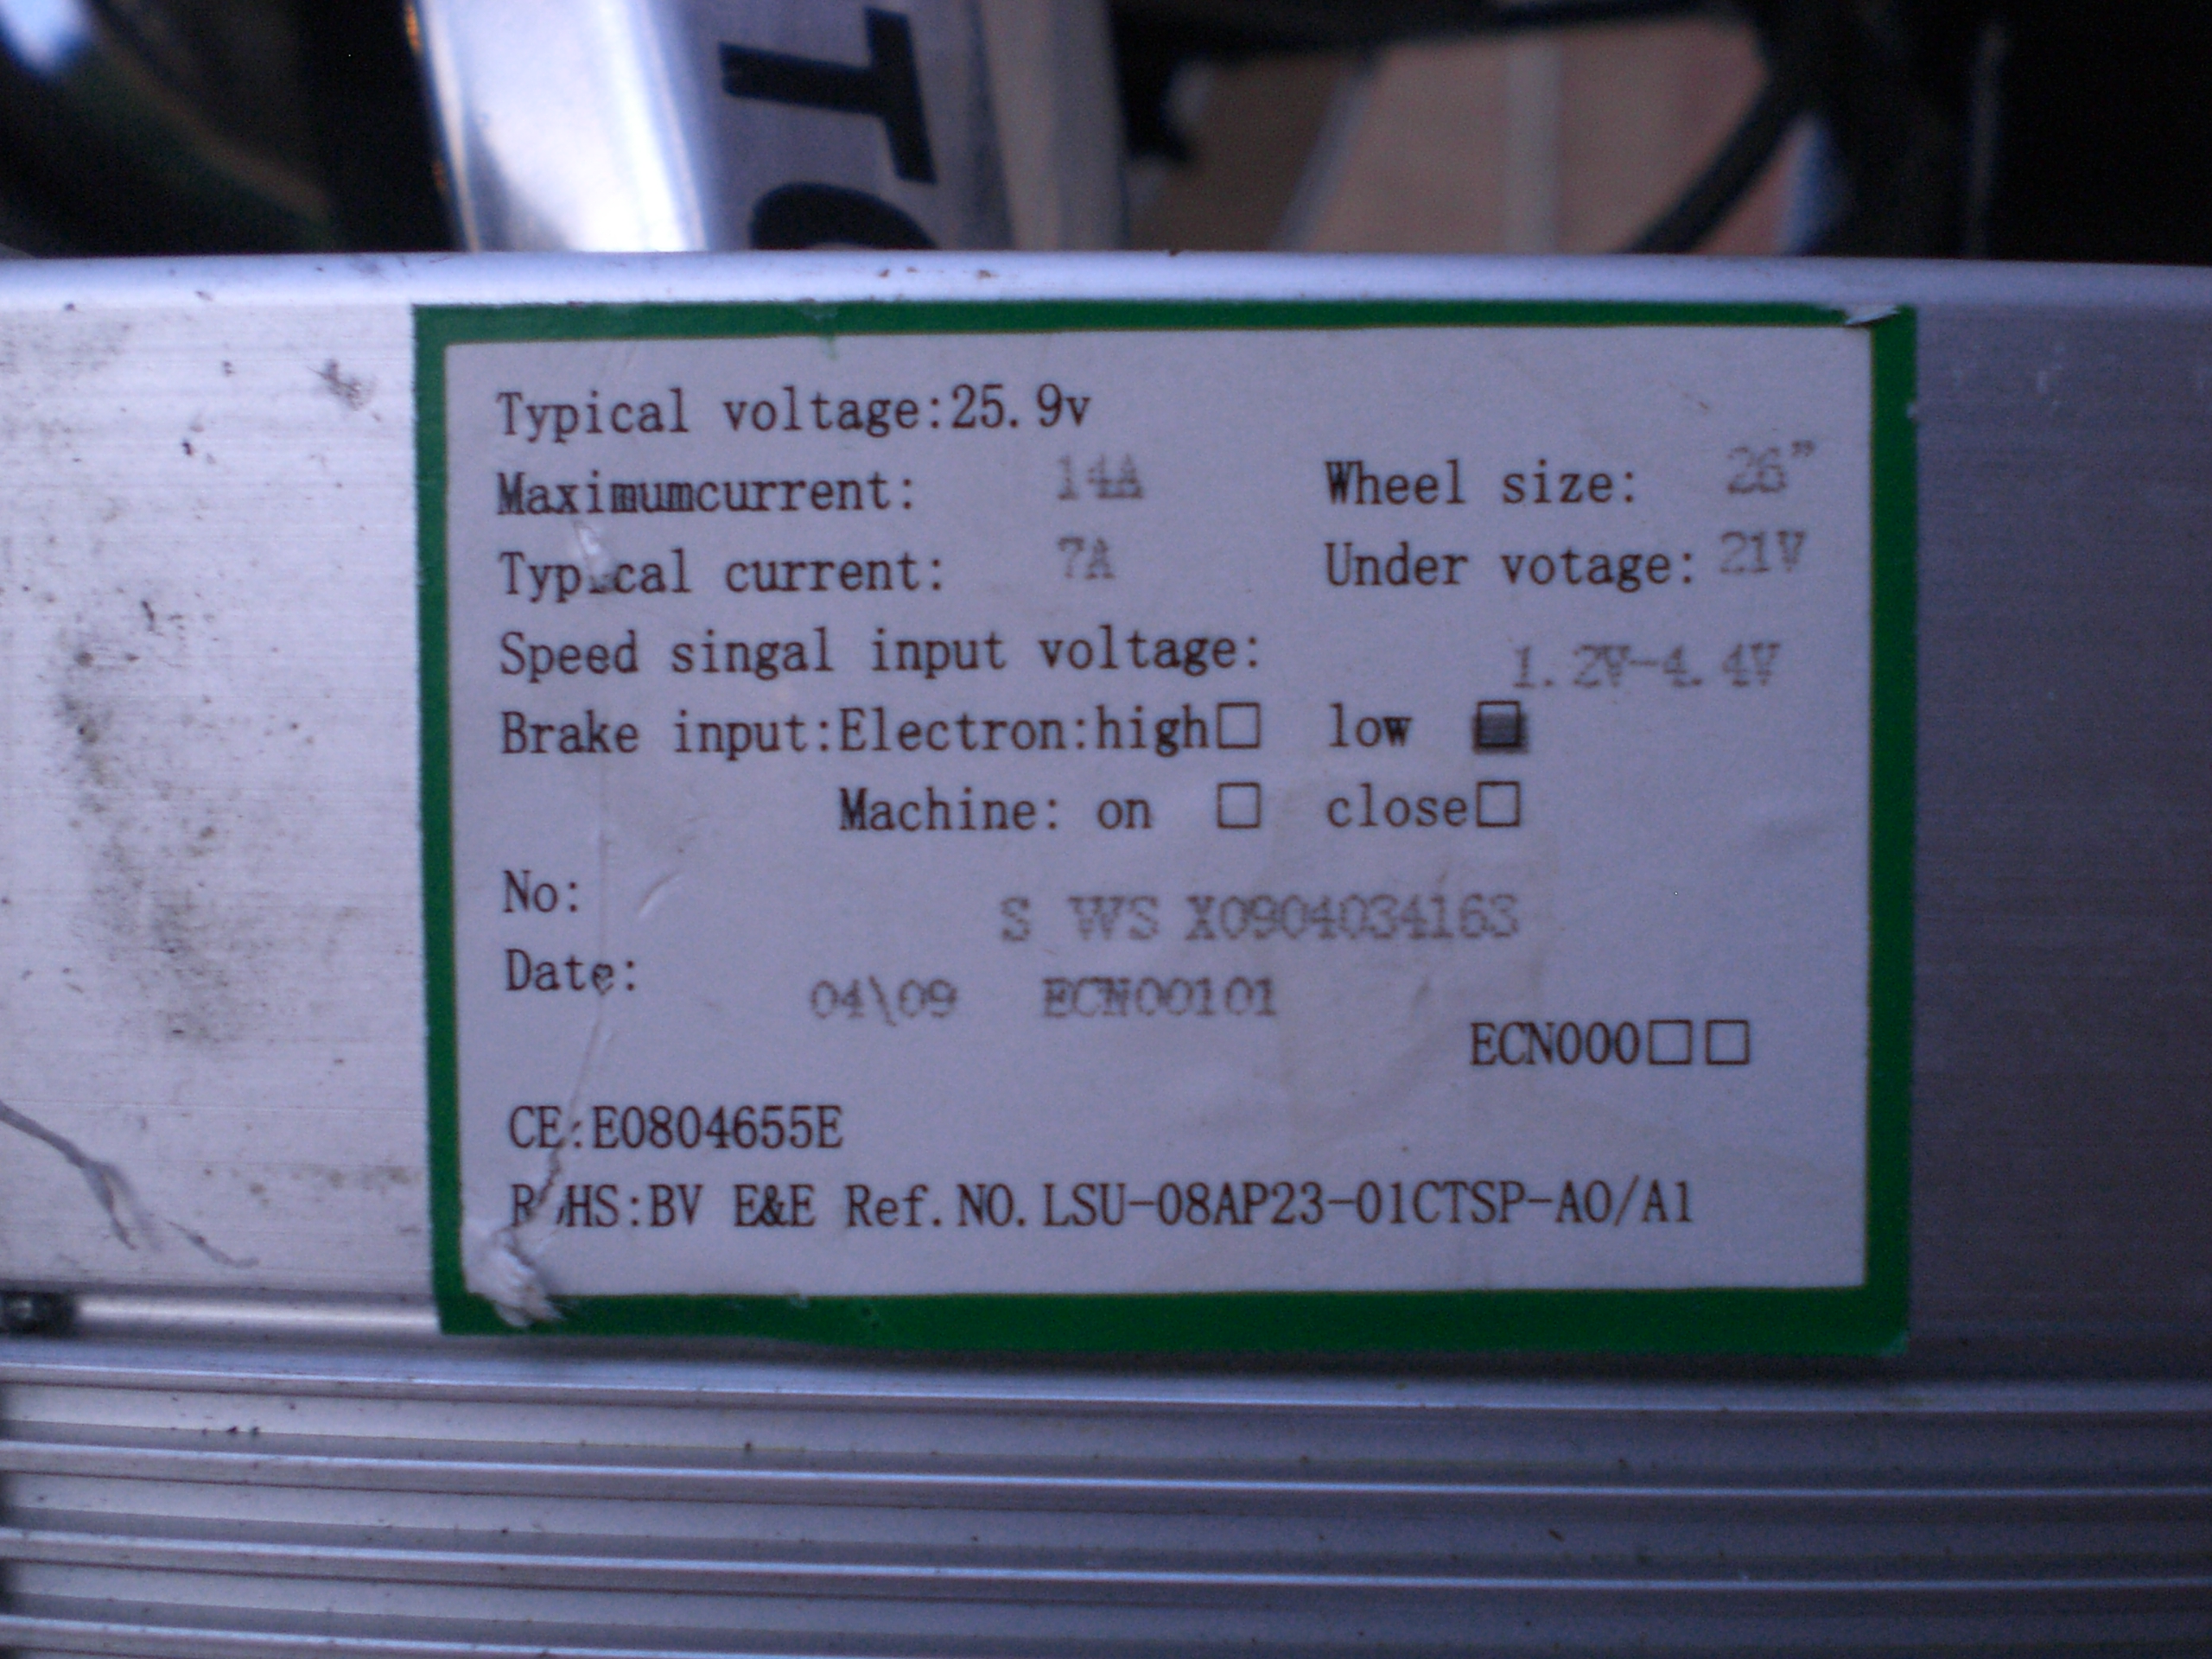 TO
Typical voltage:25.9v
Maximumcurrent: 14A Wheel size: 26"
Typical current: 7A Under votage: 21V
Speed singal input voltage: 1.2V-4.4V
Brake input:Electron:high□ low ■
Machine: on □ close□
No: S WS X0904034163
Date: 04\09 ECN00101
ECN000□□
CE:E0804655E
RoHS:BV E&E Ref.NO.LSU-08AP23-01CTSP-A0/A1